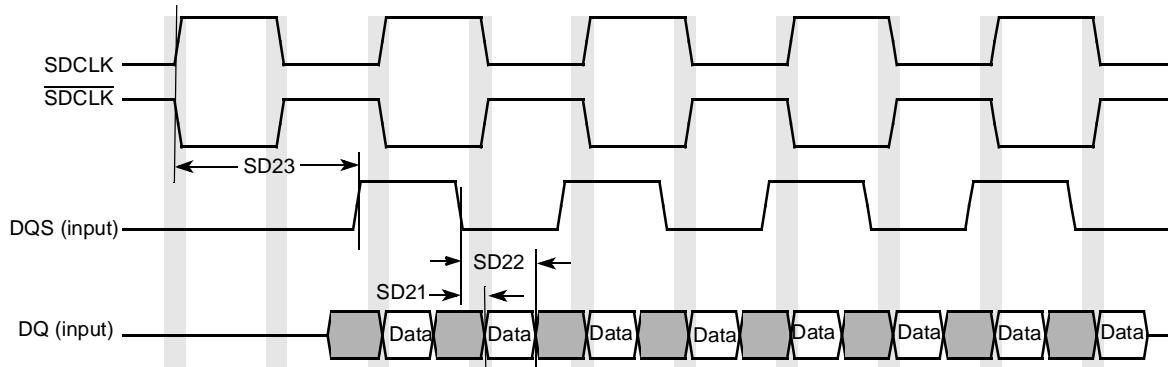 SDCLK
SDCLK
SD23
DQS (input)
SD22
SD21
DQ (input)
Data Data Data Data Data Data Data Data